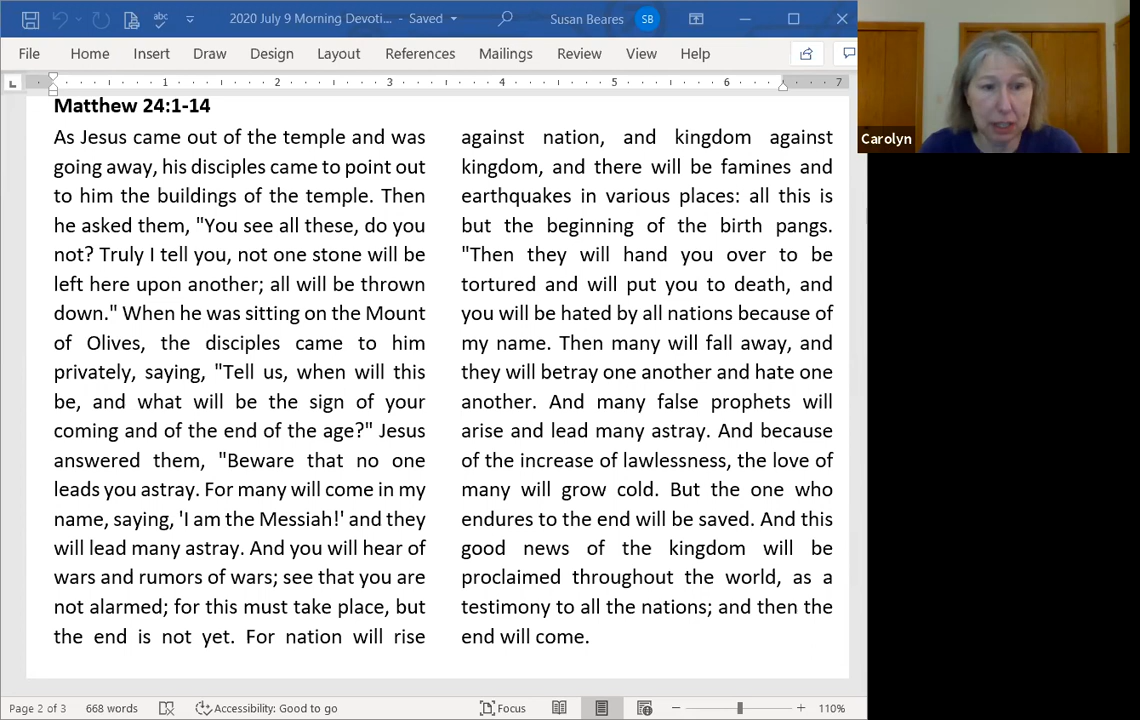 2020 July 9 Morning Devoti... - Saved
Susan Beares
SB
File Home Insert Draw Design Layout References Mailings Review View Help
1 2 3 4 5 6 7
Matthew 24:1-14
As Jesus came out of the temple and was
going away, his disciples came to point out
to him the buildings of the temple. Then
he asked them, "You see all these, do you
not? Truly I tell you, not one stone will be
left here upon another; all will be thrown
down." When he was sitting on the Mount
of Olives, the disciples came to him
privately, saying, "Tell us, when will this
be, and what will be the sign of your
coming and of the end of the age?" Jesus
answered them, "Beware that no one
leads you astray. For many will come in my
name, saying, 'I am the Messiah!' and they
will lead many astray. And you will hear of
wars and rumors of wars; see that you are
not alarmed; for this must take place, but
the end is not yet. For nation will rise
against nation, and kingdom against
kingdom, and there will be famines and
earthquakes in various places: all this is
but the beginning of the birth pangs.
"Then they will hand you over to be
tortured and will put you to death, and
you will be hated by all nations because of
my name. Then many will fall away, and
they will betray one another and hate one
another. And many false prophets will
arise and lead many astray. And because
of the increase of lawlessness, the love of
many will grow cold. But the one who
endures to the end will be saved. And this
good news of the kingdom will be
proclaimed throughout the world, as a
testimony to all the nations; and then the
end will come.
Page 2 of 3 668 words Accessibility: Good to go Focus 110%
Carolyn